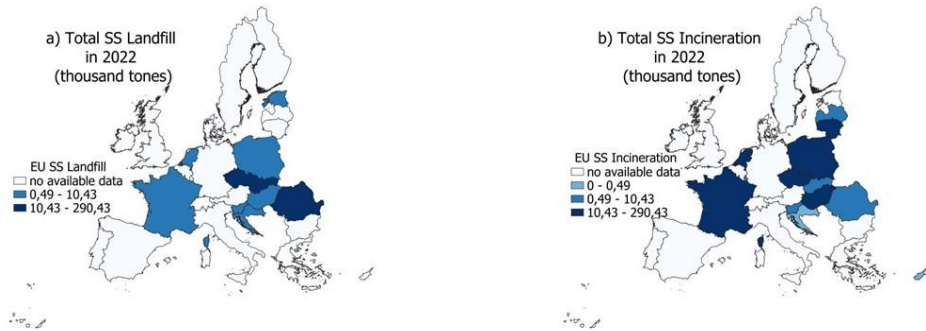 a) Total SS Landfill
in 2022
(thousand tones)
EU SS Landfill
no available data
0,49 - 10,43
10,43 - 290,43
b) Total SS Incineration
in 2022
(thousand tones)
EU SS Incineration
no available data
0 - 0,49
0,49 - 10,43
10,43 - 290,43